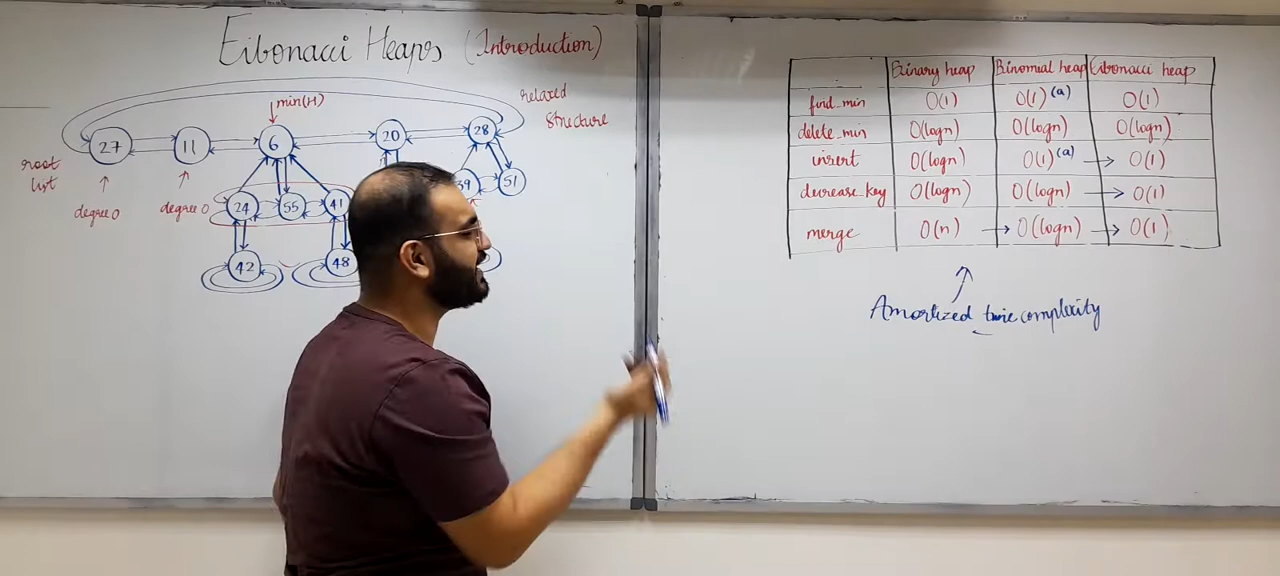 Fibonacci Heaps (Introduction)
min(H)
relaxed
structure
27 11 6 20 28
root
list
degree 0
degree 0
24 55 41 39 51
42 48
Binary heap Binomial heap Fibonacci heap
find_min O(1) O(1)(a) O(1)
delete_min O(logn) O(logn) O(logn)
insert O(logn) O(1)(a) → O(1)
decrease_key O(logn) O(logn) → O(1)
merge O(n) → O(logn) → O(1)
Amortized time complexity